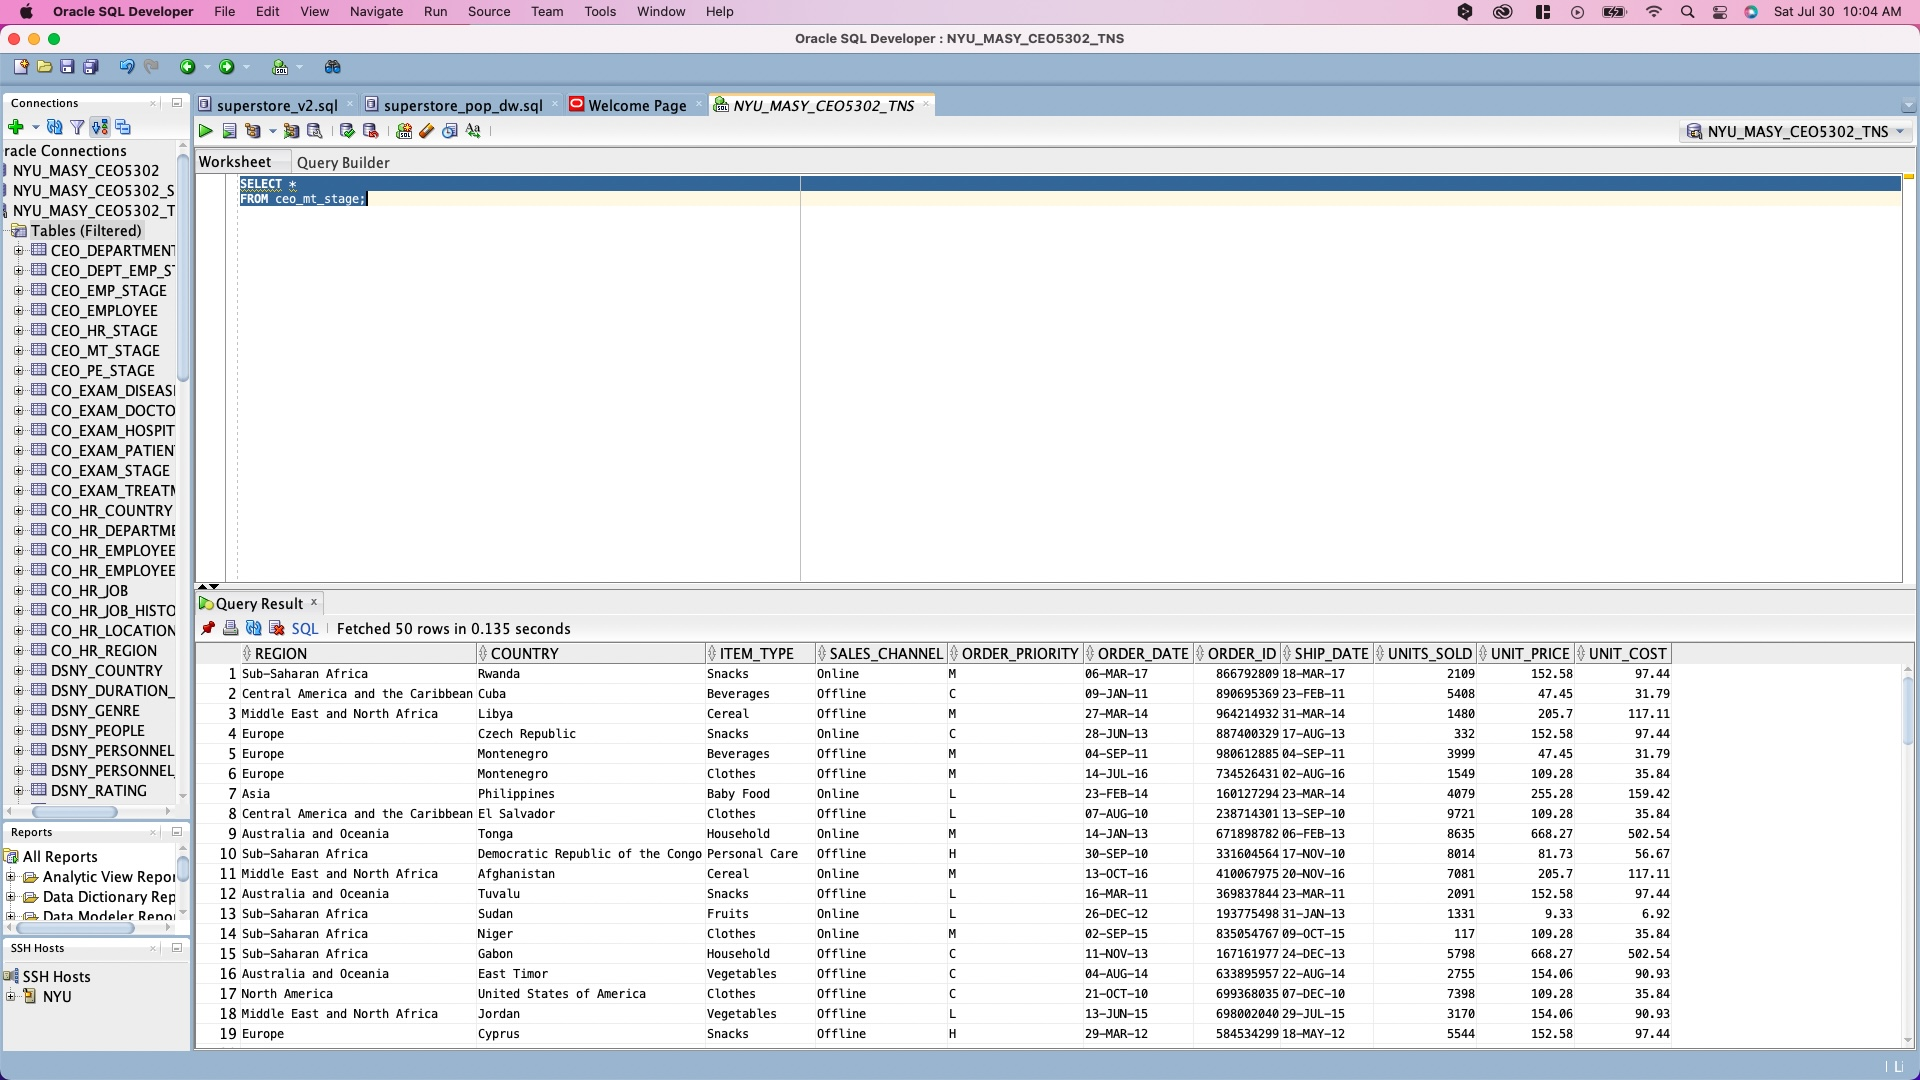 Oracle SQL Developer File Edit View Navigate Run Source Team Tools Window Help Sat Jul 30 10:04 AM
Oracle SQL Developer : NYU_MASY_CEO5302_TNS
Connections
racle Connections
NYU_MASY_CEO5302
NYU_MASY_CEO5302_S
NYU_MASY_CEO5302_T
Tables (Filtered)
CEO_DEPARTMENT
CEO_DEPT_EMP_ST
CEO_EMP_STAGE
CEO_EMPLOYEE
CEO_HR_STAGE
CEO_MT_STAGE
CEO_PE_STAGE
CO_EXAM_DISEASI
CO_EXAM_DOCTO
CO_EXAM_HOSPIT
CO_EXAM_PATIEN
CO_EXAM_STAGE
CO_EXAM_TREATM
CO_HR_COUNTRY
CO_HR_DEPARTME
CO_HR_EMPLOYEE
CO_HR_EMPLOYEE
CO_HR_JOB
CO_HR_JOB_HISTO
CO_HR_LOCATION
CO_HR_REGION
DSNY_COUNTRY
DSNY_DURATION_
DSNY_GENRE
DSNY_PEOPLE
DSNY_PERSONNEL
DSNY_PERSONNEL_
DSNY_RATING
Reports
All Reports
Analytic View Repor
Data Dictionary Rep
Data Modeler Repor
SSH Hosts
SSH Hosts
NYU
superstore_v2.sql superstore_pop_dw.sql Welcome Page NYU_MASY_CEO5302_TNS
NYU_MASY_CEO5302_TNS
Worksheet Query Builder
SELECT *
FROM ceo_mt_stage;
Query Result
SQL Fetched 50 rows in 0.135 seconds
REGION COUNTRY ITEM_TYPE SALES_CHANNEL ORDER_PRIORITY ORDER_DATE ORDER_ID SHIP_DATE UNITS_SOLD UNIT_PRICE UNIT_COST
1 Sub-Saharan Africa Rwanda Snacks Online M 06-MAR-17 866792809 18-MAR-17 2109 152.58 97.44
2 Central America and the Caribbean Cuba Beverages Offline C 09-JAN-11 890695369 23-FEB-11 5408 47.45 31.79
3 Middle East and North Africa Libya Cereal Offline M 27-MAR-14 964214932 31-MAR-14 1480 205.7 117.11
4 Europe Czech Republic Snacks Online C 28-JUN-13 887400329 17-AUG-13 332 152.58 97.44
5 Europe Montenegro Beverages Offline M 04-SEP-11 980612885 04-SEP-11 3999 47.45 31.79
6 Europe Montenegro Clothes Offline M 14-JUL-16 734526431 02-AUG-16 1549 109.28 35.84
7 Asia Philippines Baby Food Online L 23-FEB-14 160127294 23-MAR-14 4079 255.28 159.42
8 Central America and the Caribbean El Salvador Clothes Offline L 07-AUG-10 238714301 13-SEP-10 9721 109.28 35.84
9 Australia and Oceania Tonga Household Online M 14-JAN-13 671898782 06-FEB-13 8635 668.27 502.54
10 Sub-Saharan Africa Democratic Republic of the Congo Personal Care Offline H 30-SEP-10 331604564 17-NOV-10 8014 81.73 56.67
11 Middle East and North Africa Afghanistan Cereal Online M 13-OCT-16 410067975 20-NOV-16 7081 205.7 117.11
12 Australia and Oceania Tuvalu Snacks Offline L 16-MAR-11 369837844 23-MAR-11 2091 152.58 97.44
13 Sub-Saharan Africa Sudan Fruits Online L 26-DEC-12 193775498 31-JAN-13 1331 9.33 6.92
14 Sub-Saharan Africa Niger Clothes Online M 02-SEP-15 835054767 09-OCT-15 117 109.28 35.84
15 Sub-Saharan Africa Gabon Household Offline C 11-NOV-13 167161977 24-DEC-13 5798 668.27 502.54
16 Australia and Oceania East Timor Vegetables Offline C 04-AUG-14 633895957 22-AUG-14 2755 154.06 90.93
17 North America United States of America Clothes Offline C 21-OCT-10 699368035 07-DEC-10 7398 109.28 35.84
18 Middle East and North Africa Jordan Vegetables Offline L 13-JUN-15 698002040 29-JUL-15 3170 154.06 90.93
19 Europe Cyprus Snacks Offline H 29-MAR-12 584534299 18-MAY-12 5544 152.58 97.44